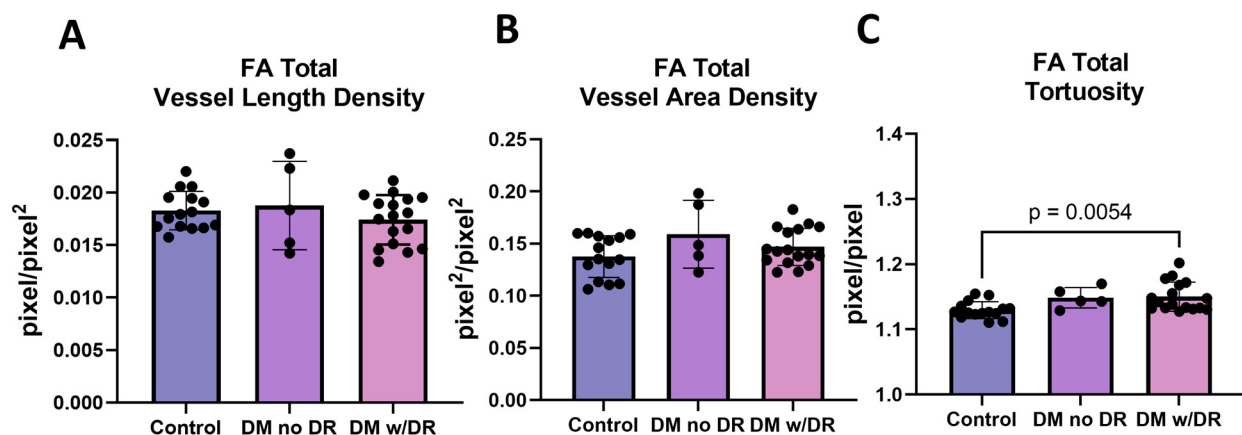 A
FA Total
Vessel Length Density
pixel/pixel²
0.025
0.020
0.015
0.010
0.005
0.000
Control
DM no DR
DM w/DR
B
FA Total
Vessel Area Density
pixel²/pixel²
0.25
0.20
0.15
0.10
0.05
0.00
Control
DM no DR
DM w/DR
C
FA Total
Tortuosity
pixel/pixel
1.4
1.3
1.2
1.1
1.0
p = 0.0054
Control
DM no DR
DM w/DR